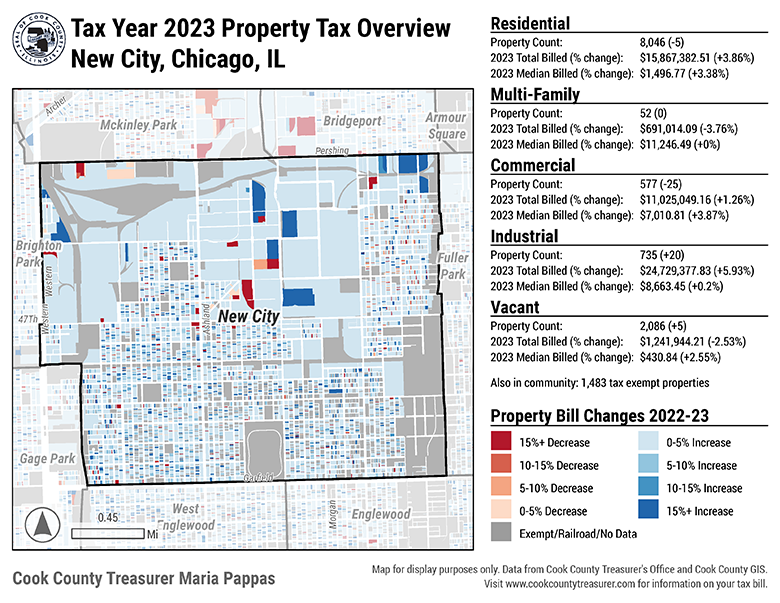 Tax Year 2023 Property Tax Overview
New City, Chicago, IL
Archer
Mckinley Park
Bridgeport
Armour
Square
Pershing
Brighton
Park
Western
Western
47Th
Ashland
New City
Fuller
Park
Gage Park
Garfield
West
Englewood
Morgan
Englewood
0.45
Mi
Cook County Treasurer Maria Pappas
Residential
Property Count: 8,046 (-5)
2023 Total Billed (% change): $15,867,382.51 (+3.86%)
2023 Median Billed (% change): $1,496.77 (+3.38%)
Multi-Family
Property Count: 52 (0)
2023 Total Billed (% change): $691,014.09 (-3.76%)
2023 Median Billed (% change): $11,246.49 (+0%)
Commercial
Property Count: 577 (-25)
2023 Total Billed (% change): $11,025,049.16 (+1.26%)
2023 Median Billed (% change): $7,010.81 (+3.87%)
Industrial
Property Count: 735 (+20)
2023 Total Billed (% change): $24,729,377.83 (+5.93%)
2023 Median Billed (% change): $8,663.45 (+0.2%)
Vacant
Property Count: 2,086 (+5)
2023 Total Billed (% change): $1,241,944.21 (-2.53%)
2023 Median Billed (% change): $430.84 (+2.55%)
Also in community: 1,483 tax exempt properties
Property Bill Changes 2022-23
15%+ Decrease
0-5% Increase
10-15% Decrease
5-10% Increase
5-10% Decrease
10-15% Increase
0-5% Decrease
15%+ Increase
Exempt/Railroad/No Data
Map for display purposes only. Data from Cook County Treasurer's Office and Cook County GIS.
Visit www.cookcountytreasurer.com for information on your tax bill.